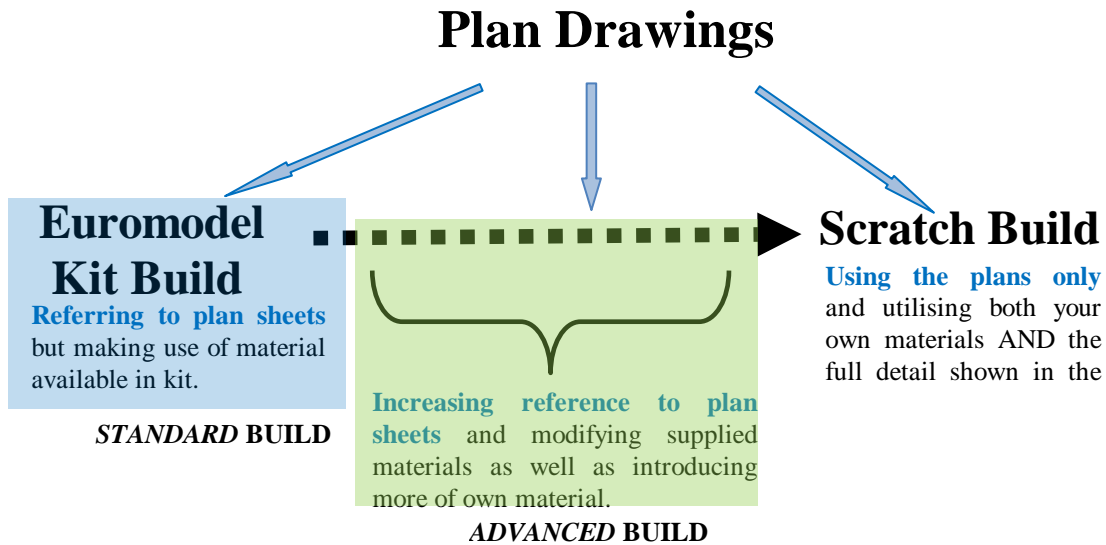 Plan Drawings
Euromodel
Kit Build
Referring to plan sheets
but making use of material
available in kit.
STANDARD BUILD
Increasing reference to plan
sheets and modifying supplied
materials as well as introducing
more of own material.
ADVANCED BUILD
Scratch Build
Using the plans only
and utilising both your
own materials AND the
full detail shown in the